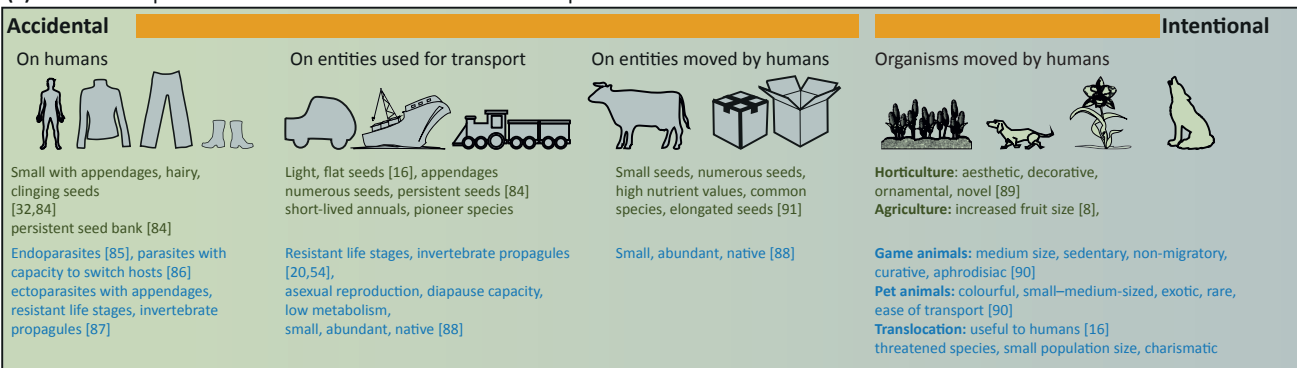 Accidental
Intentional
On humans
On entities used for transport
On entities moved by humans
Organisms moved by humans
Small with appendages, hairy,
clinging seeds
[32,84]
persistent seed bank [84]
Endoparasites [85], parasites with
capacity to switch hosts [86]
ectoparasites with appendages,
resistant life stages, invertebrate
propagules [87]
Light, flat seeds [16], appendages
numerous seeds, persistent seeds [84]
short-lived annuals, pioneer species
Resistant life stages, invertebrate propagules
[20,54],
asexual reproduction, diapause capacity,
low metabolism,
small, abundant, native [88]
Small seeds, numerous seeds,
high nutrient values, common
species, elongated seeds [91]
Small, abundant, native [88]
Horticulture: aesthetic, decorative,
ornamental, novel [89]
Agriculture: increased fruit size [8],
Game animals: medium size, sedentary, non-migratory,
curative, aphrodisiac [90]
Pet animals: colourful, small–medium-sized, exotic, rare,
ease of transport [90]
Translocation: useful to humans [16]
threatened species, small population size, charismatic